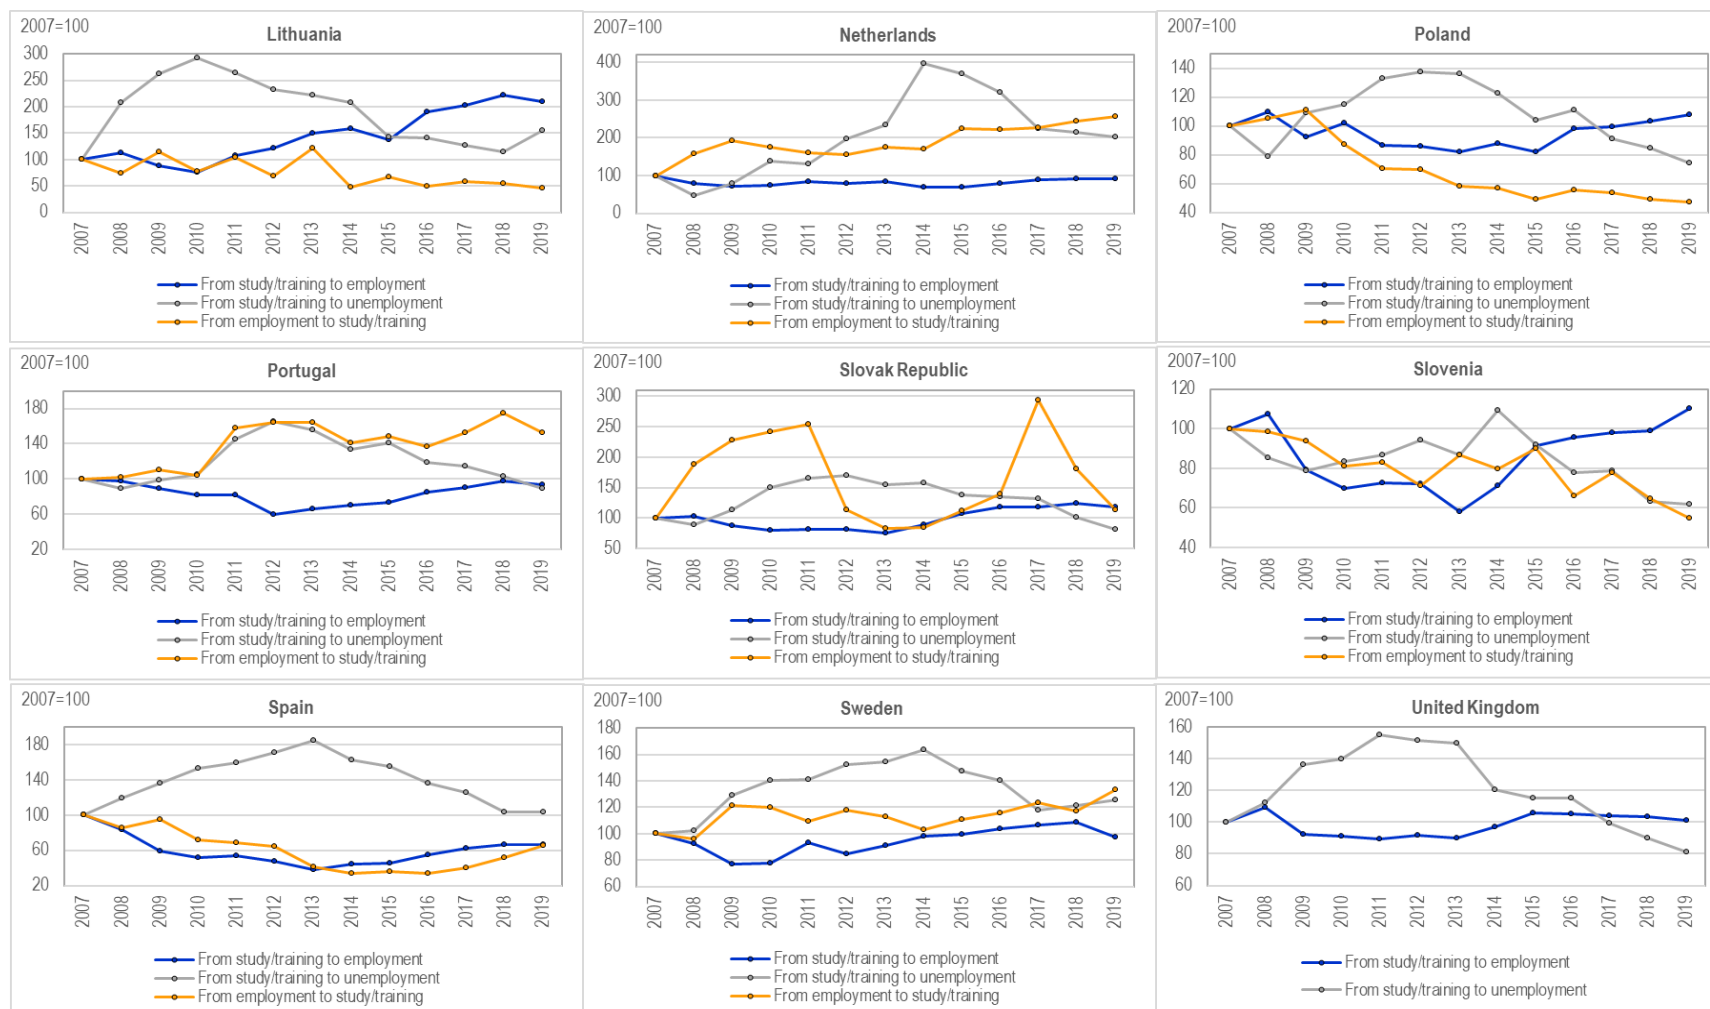 2007=100
Lithuania
300
250
200
150
100
50
0
2007 2008 2009 2010 2011 2012 2013 2014 2015 2016 2017 2018 2019
From study/training to employment
From study/training to unemployment
From employment to study/training
2007=100
Netherlands
400
300
200
100
0
2007 2008 2009 2010 2011 2012 2013 2014 2015 2016 2017 2018 2019
From study/training to employment
From study/training to unemployment
From employment to study/training
2007=100
Poland
140
120
100
80
60
40
2007 2008 2009 2010 2011 2012 2013 2014 2015 2016 2017 2018 2019
From study/training to employment
From study/training to unemployment
From employment to study/training
2007=100
Portugal
180
140
100
60
20
2007 2008 2009 2010 2011 2012 2013 2014 2015 2016 2017 2018 2019
From study/training to employment
From study/training to unemployment
From employment to study/training
2007=100
Slovak Republic
300
250
200
150
100
50
2007 2008 2009 2010 2011 2012 2013 2014 2015 2016 2017 2018 2019
From study/training to employment
From study/training to unemployment
From employment to study/training
2007=100
Slovenia
120
100
80
60
40
2007 2008 2009 2010 2011 2012 2013 2014 2015 2016 2017 2018 2019
From study/training to employment
From study/training to unemployment
From employment to study/training
2007=100
Spain
180
140
100
60
20
2007 2008 2009 2010 2011 2012 2013 2014 2015 2016 2017 2018 2019
From study/training to employment
From study/training to unemployment
From employment to study/training
2007=100
Sweden
180
160
140
120
100
80
60
2007 2008 2009 2010 2011 2012 2013 2014 2015 2016 2017 2018 2019
From study/training to employment
From study/training to unemployment
From employment to study/training
2007=100
United Kingdom
160
140
120
100
80
60
2007 2008 2009 2010 2011 2012 2013 2014 2015 2016 2017 2018 2019
From study/training to employment
From study/training to unemployment